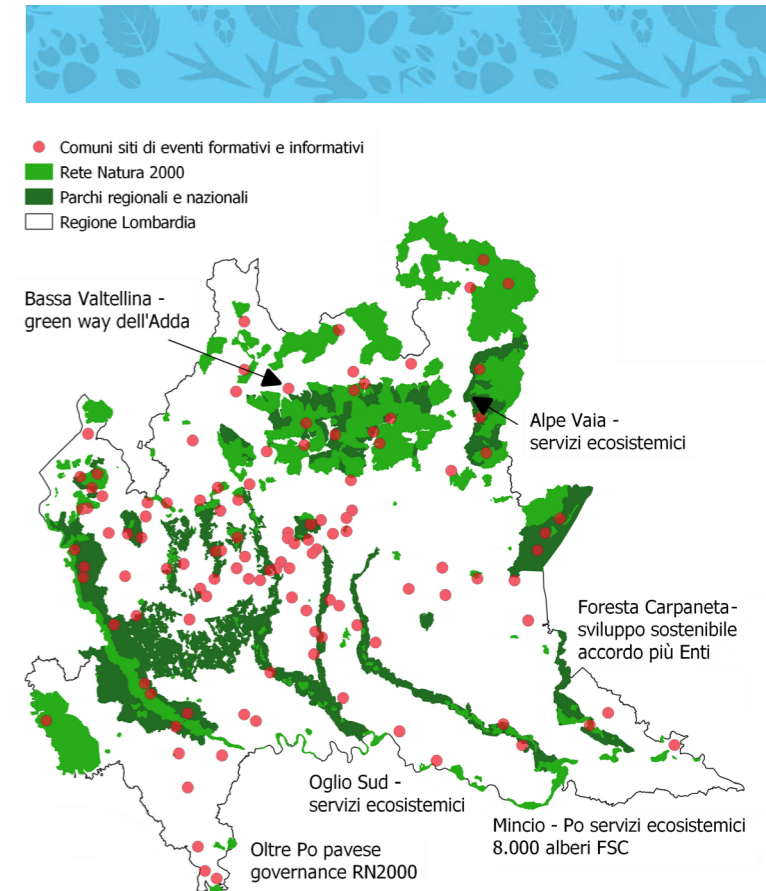 Comuni siti di eventi formativi e informativi
Rete Natura 2000
Parchi regionali e nazionali
Regione Lombardia
Bassa Valtellina -
green way dell'Adda
Alpe Vaia -
servizi ecosistemici
Foresta Carpaneta-
sviluppo sostenibile
accordo più Enti
Oglio Sud -
servizi ecosistemici
Mincio - Po servizi ecosistemici
8.000 alberi FSC
Oltre Po pavese
governance RN2000